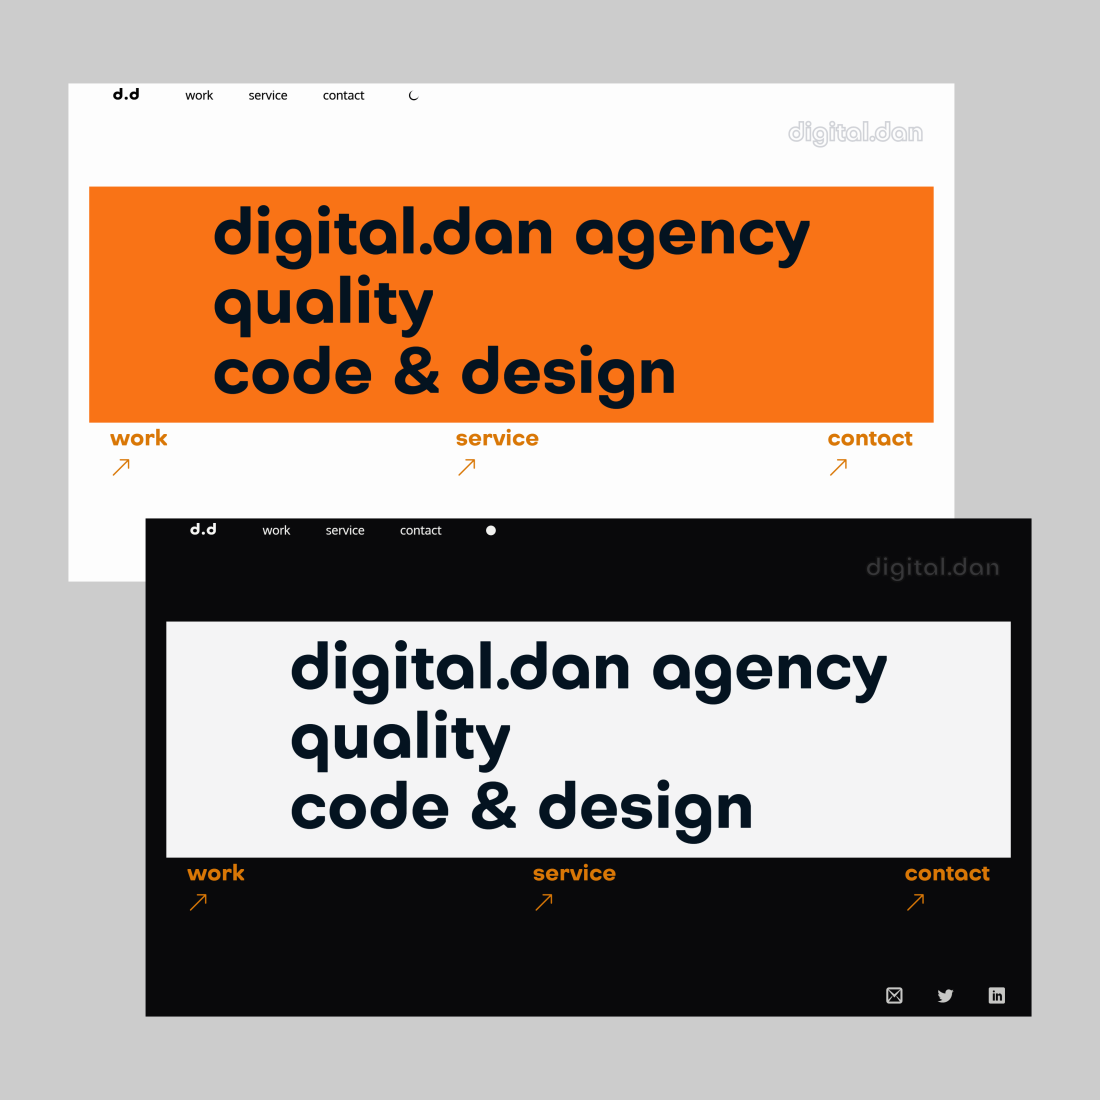 d.d work service contact
digital.dan
digital.dan agency
quality
code & design
work service contact
d.d work service contact
digital.dan
digital.dan agency
quality
code & design
work service contact
in